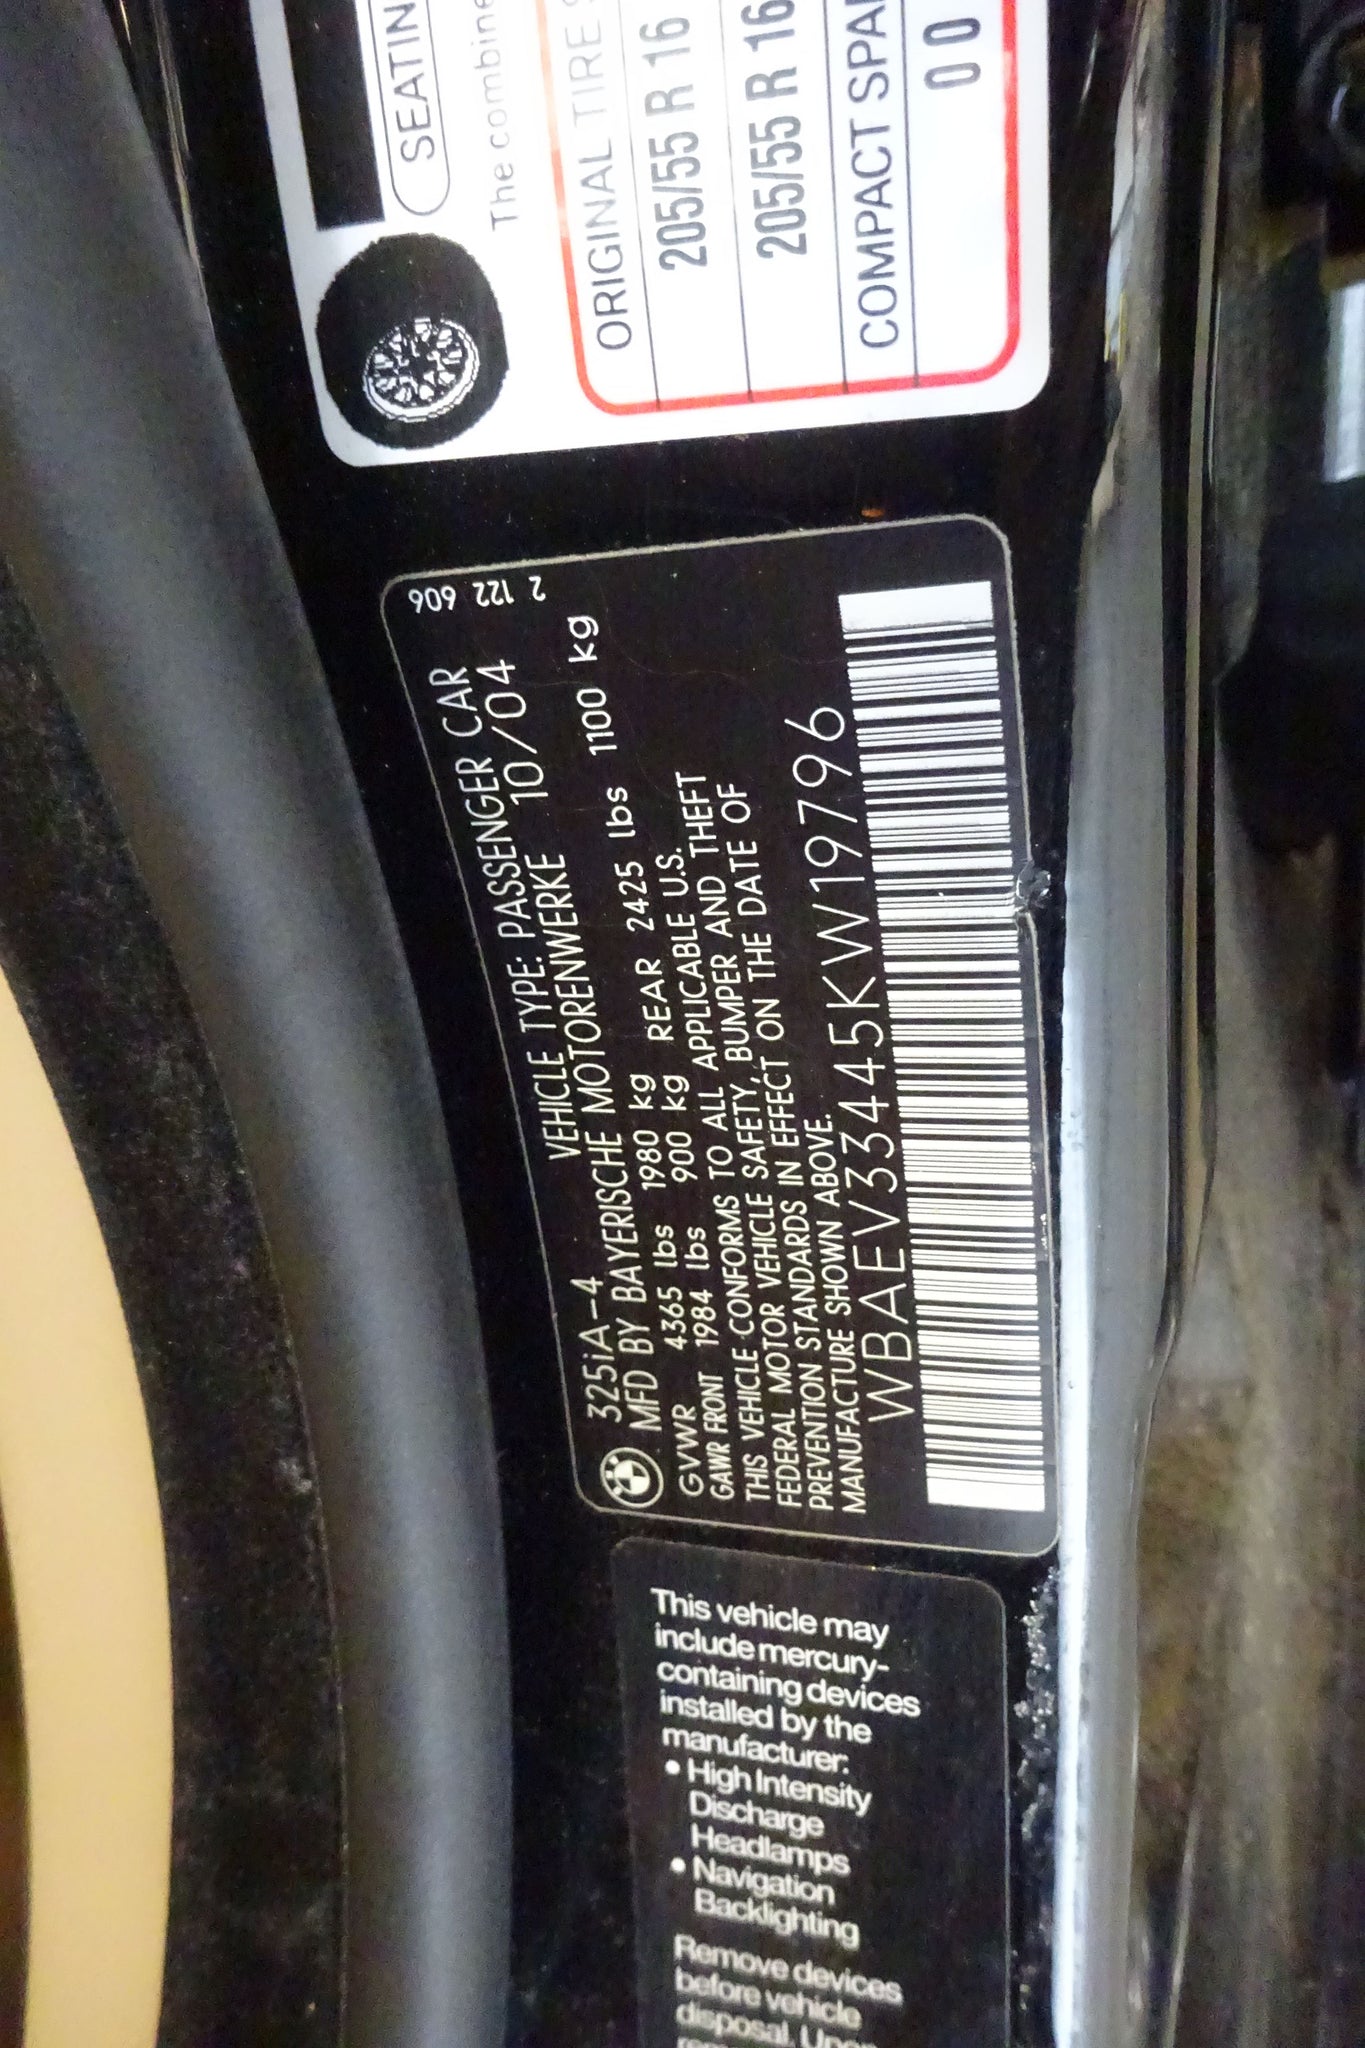 SEATIN
The combine
ORIGINAL TIRE S
205/55 R 16
205/55 R 16
COMPACT SPA
0 0
2 122 606
325iA-4 VEHICLE TYPE: PASSENGER CAR
MFD BY BAYERISCHE MOTORENWERKE 10/04
GVWR 4365 lbs 1980 kg REAR 2425 lbs 1100 kg
GAWR FRONT 1984 lbs 900 kg
THIS VEHICLE CONFORMS TO ALL APPLICABLE U.S.
FEDERAL MOTOR VEHICLE SAFETY, BUMPER AND THEFT
PREVENTION STANDARDS IN EFFECT ON THE DATE OF
MANUFACTURE SHOWN ABOVE.
WBAEV33445KW19796
This vehicle may
include mercury-
containing devices
installed by the
manufacturer:
• High Intensity
Discharge
Headlamps
• Navigation
Backlighting
Remove devices
before vehicle
disposal. Upon